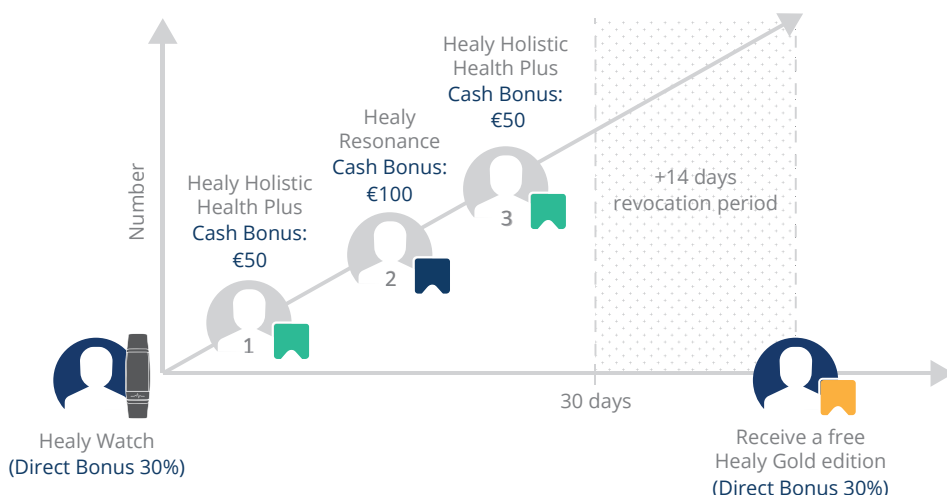 Healy Holistic
Health Plus
Cash Bonus:
€50
Healy
Resonance
Cash Bonus:
€100
Healy Holistic
Health Plus
Cash Bonus:
€50
Number
+14 days
revocation period
3
2
1
30 days
Healy Watch
(Direct Bonus 30%)
Receive a free
Healy Gold edition
(Direct Bonus 30%)